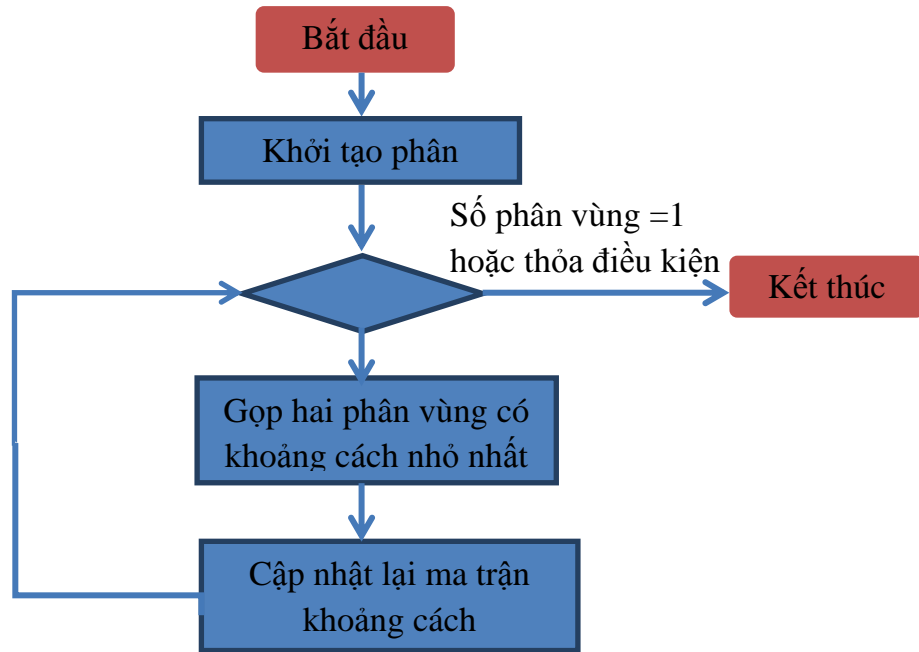 Bắt đầu
Khởi tạo phân
Số phân vùng =1
hoặc thỏa điều kiện
Kết thúc
Gọp hai phân vùng có
khoảng cách nhỏ nhất
Cập nhật lại ma trận
khoảng cách